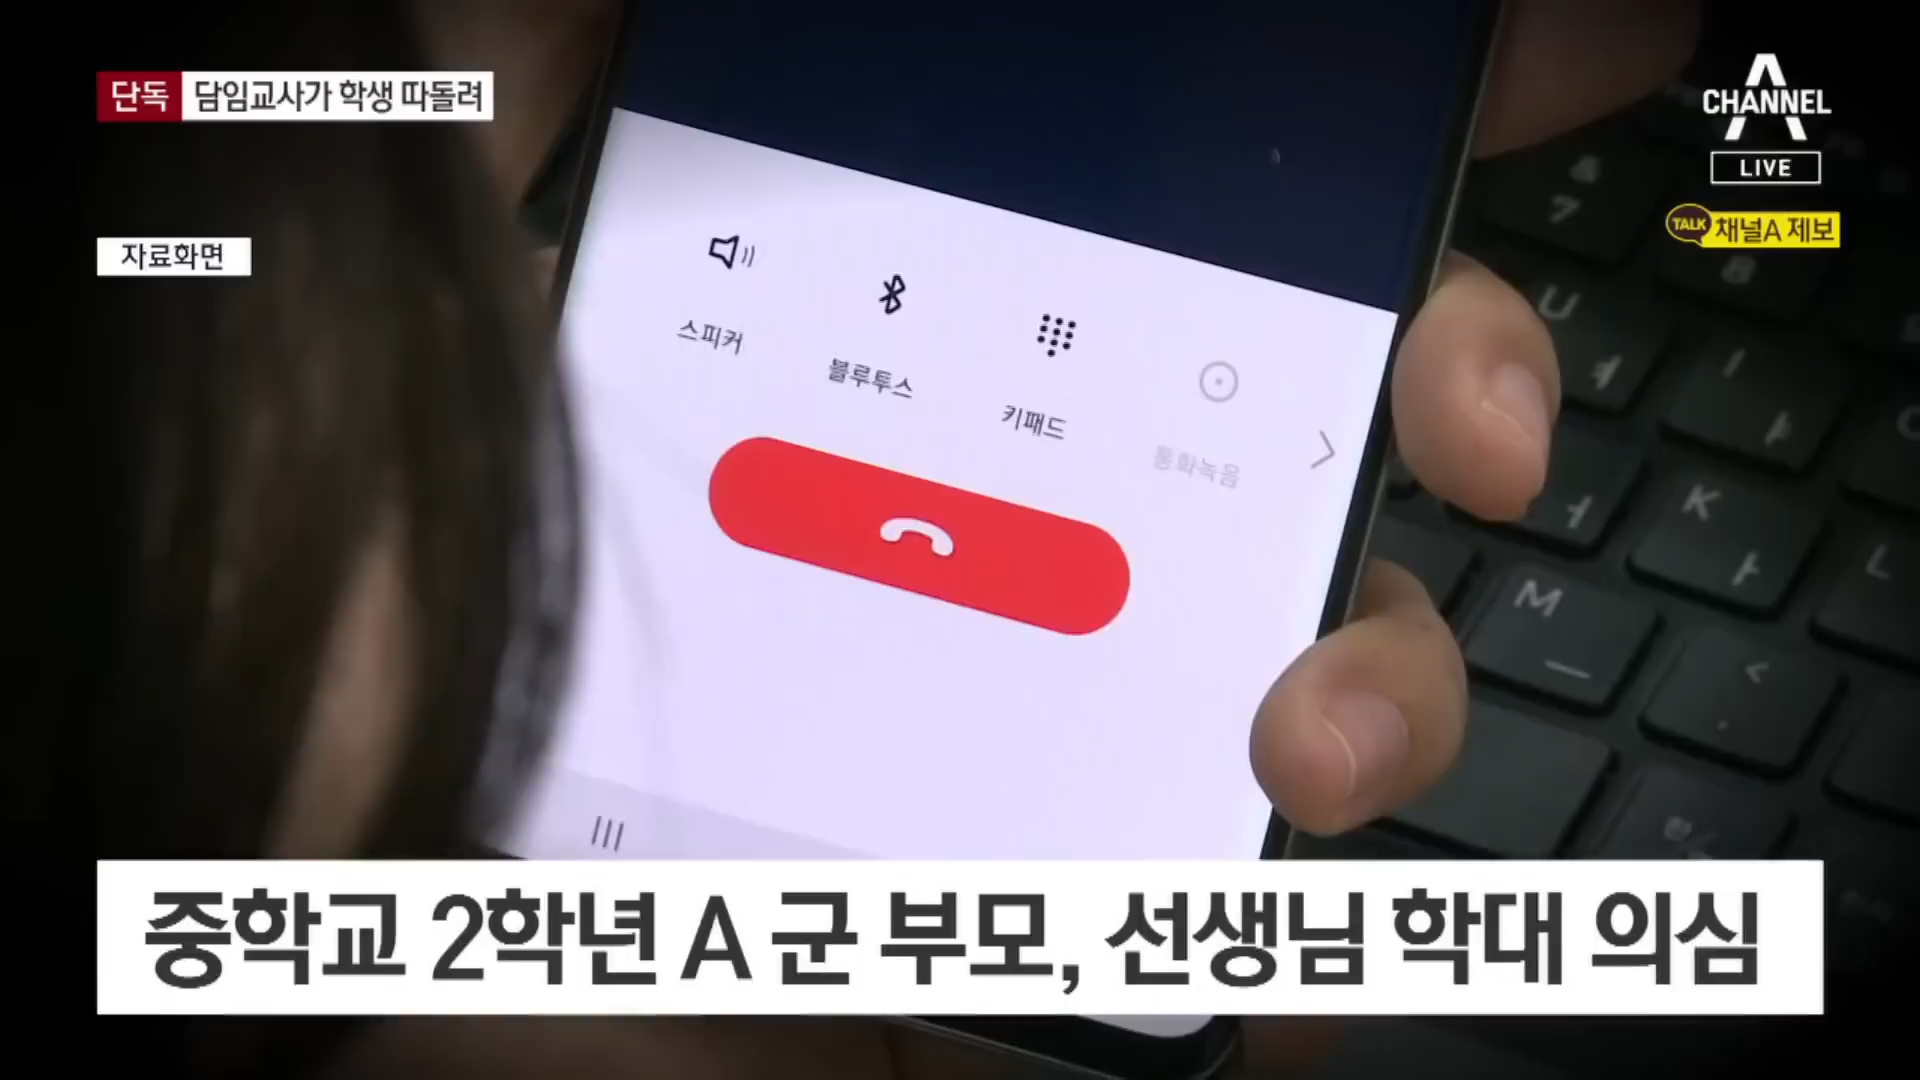 단독 담임교사가 학생 따돌려
CHANNEL A
LIVE
TALK 채널A 제보
자료화면
스피커
블루투스
키패드
통화녹음
&
7
8
U
ㅕ
I
ㅑ
ㅓ
K
ㅏ
L
M
ㅡ
<
중학교 2학년 A 군 부모, 선생님 학대 의심